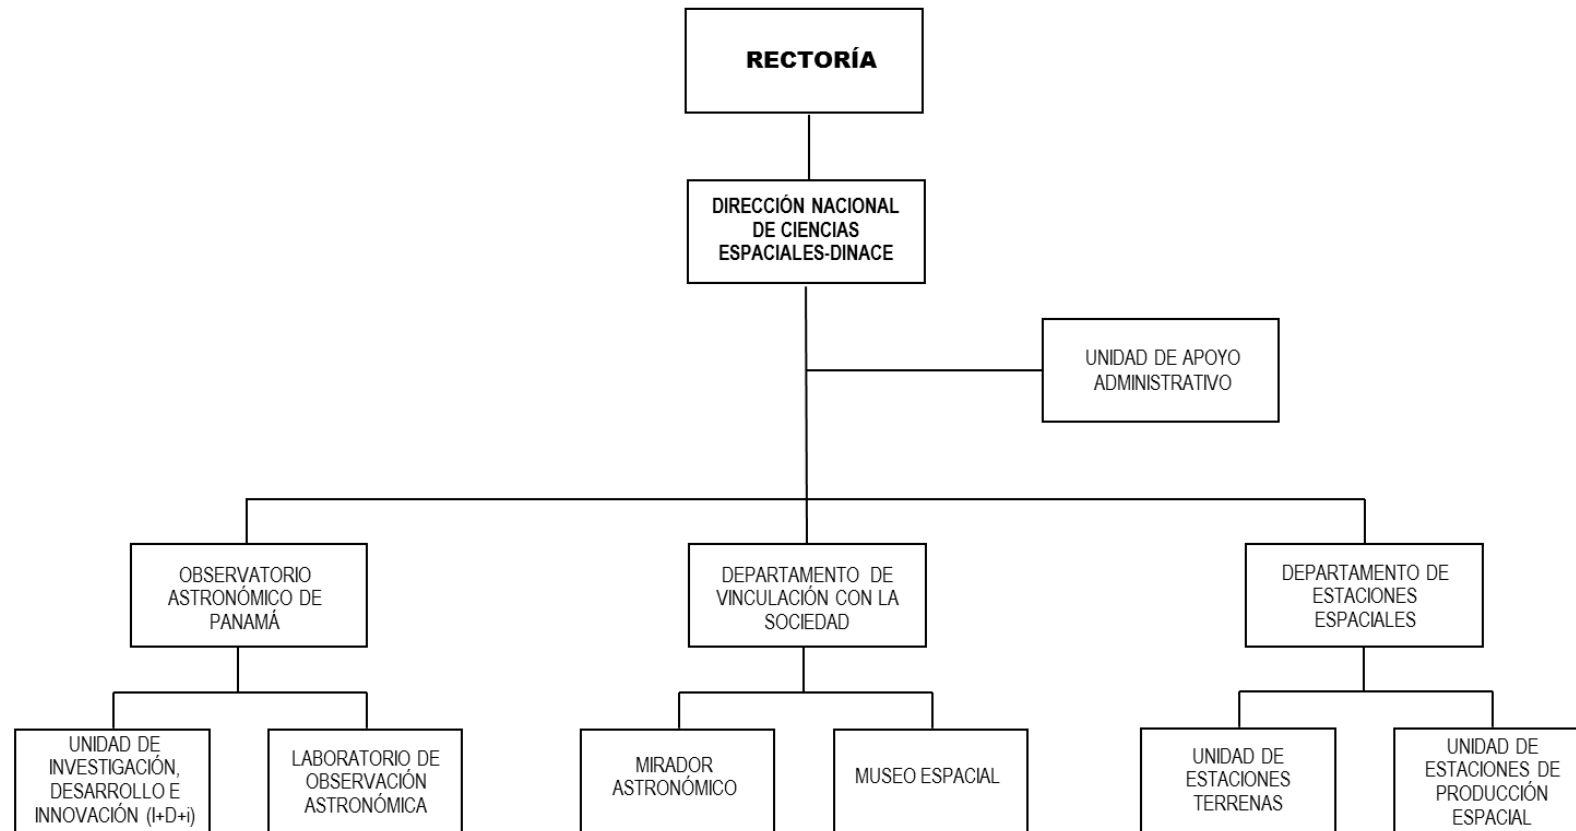 RECTORÍA
DIRECCIÓN NACIONAL
DE CIENCIAS
ESPACIALES-DINACE
UNIDAD DE APOYO
ADMINISTRATIVO
OBSERVATORIO
ASTRONÓMICO DE
PANAMÁ
DEPARTAMENTO DE
VINCULACIÓN CON LA
SOCIEDAD
DEPARTAMENTO DE
ESTACIONES
ESPACIALES
UNIDAD DE
INVESTIGACIÓN,
DESARROLLO E
INNOVACIÓN (I+D+i)
LABORATORIO DE
OBSERVACIÓN
ASTRONÓMICA
MIRADOR
ASTRONÓMICO
MUSEO ESPACIAL
UNIDAD DE
ESTACIONES
TERRENAS
UNIDAD DE
ESTACIONES DE
PRODUCCIÓN
ESPACIAL